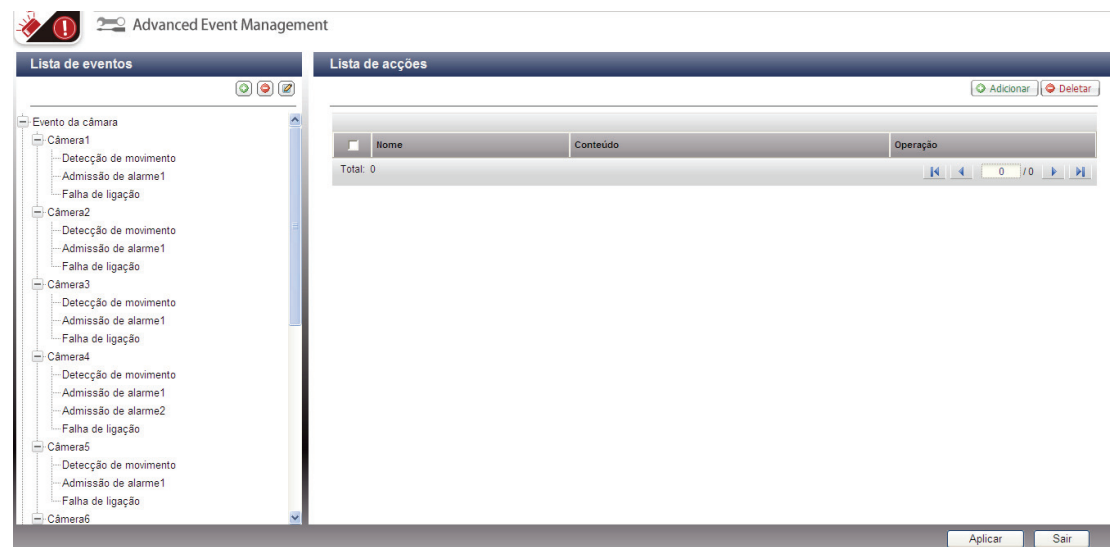 Advanced Event Management
Lista de eventos
Lista de acções
Adicionar
Deletar
Evento da câmara
Câmera1
Detecção de movimento
Admissão de alarme1
Falha de ligação
Câmera2
Detecção de movimento
Admissão de alarme1
Falha de ligação
Câmera3
Detecção de movimento
Admissão de alarme1
Falha de ligação
Câmera4
Detecção de movimento
Admissão de alarme1
Admissão de alarme2
Falha de ligação
Câmera5
Detecção de movimento
Admissão de alarme1
Falha de ligação
Câmera6
Nome Conteúdo Operação
Total: 0 0 / 0
Aplicar Sair